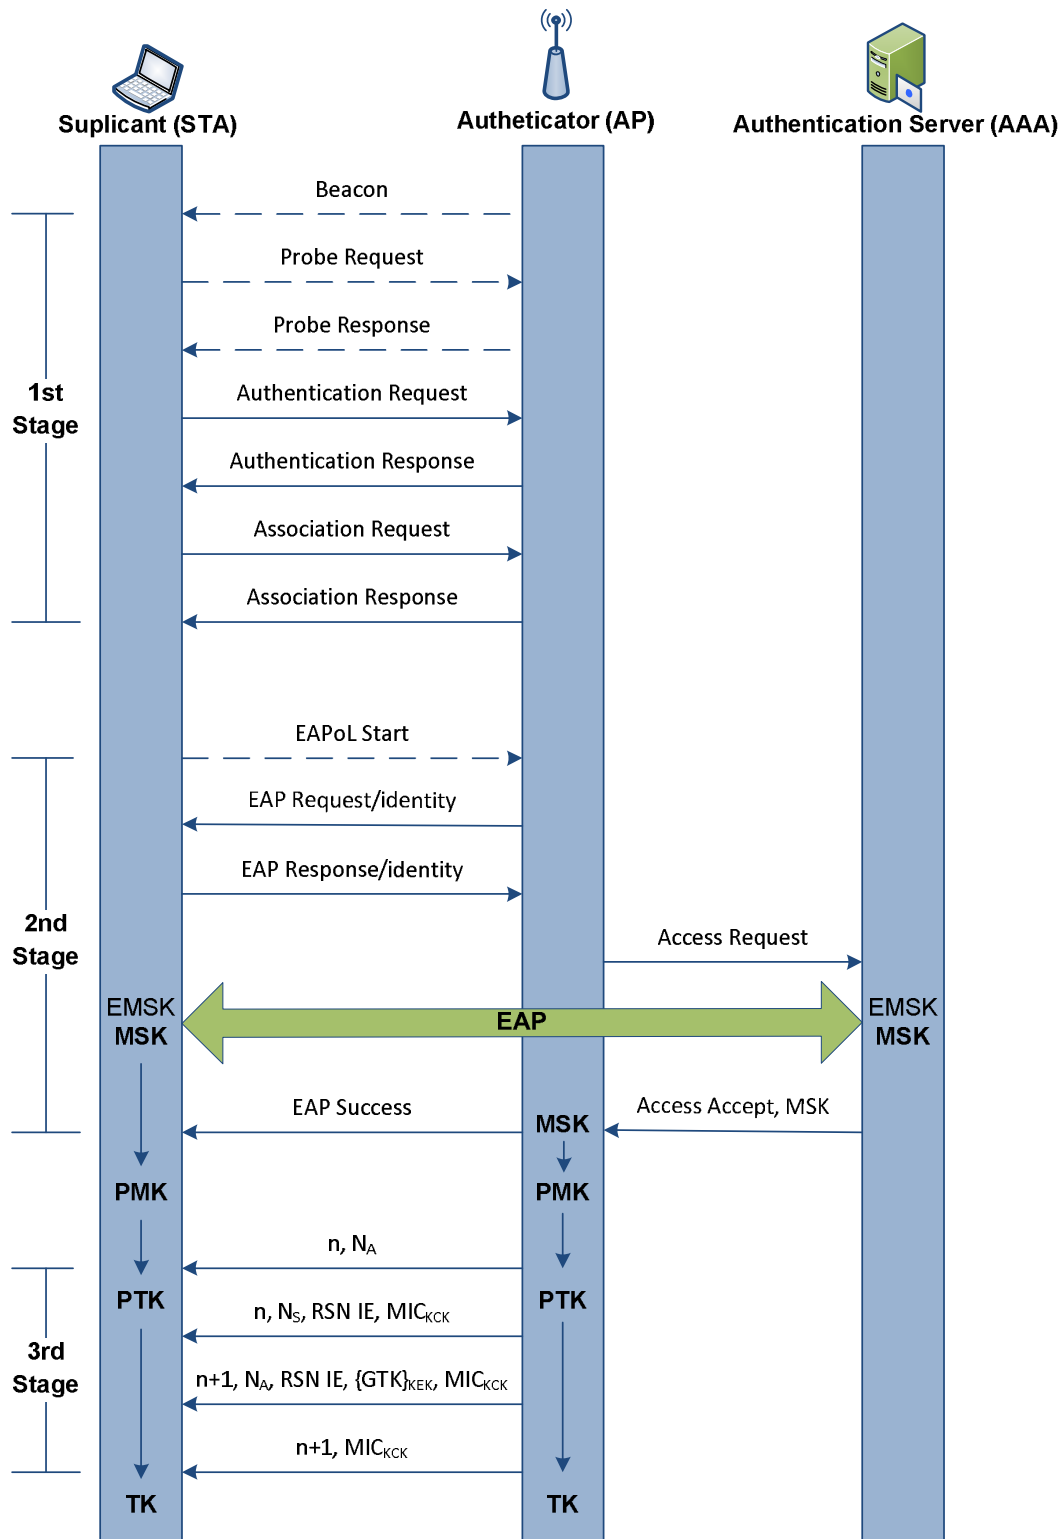 Suplicant (STA)
Autheticator (AP)
Authentication Server (AAA)
Beacon
Probe Request
Probe Response
1st
Stage
Authentication Request
Authentication Response
Association Request
Association Response
EAPoL Start
EAP Request/identity
EAP Response/identity
2nd
Stage
Access Request
EMSK
MSK
EAP
EMSK
MSK
EAP Success
MSK
Access Accept, MSK
PMK
PMK
n, NA
PTK
PTK
n, NS, RSN IE, MICKCK
3rd
Stage
n+1, NA, RSN IE, {GTK}KEK, MICKCK
n+1, MICKCK
TK
TK